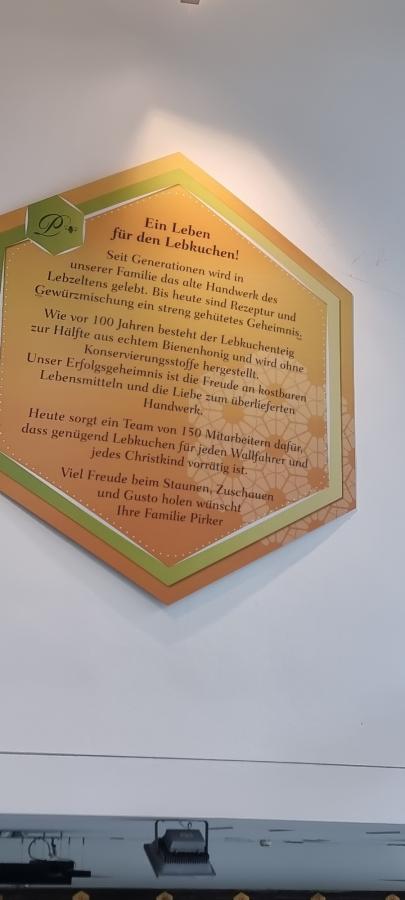 P
Ein Leben
für den Lebkuchen!
Seit Generationen wird in
unserer Familie das alte Handwerk des
Lebzeltens gelebt. Bis heute sind Rezeptur und
Gewürzmischung ein streng gehütetes Geheimnis.
Wie vor 100 Jahren besteht der Lebkuchenteig
zur Hälfte aus echtem Bienenhonig und wird ohne
Konservierungsstoffe hergestellt.
Unser Erfolgsgeheimnis ist die Freude an kostbaren
Lebensmitteln und die Liebe zum überlieferten
Handwerk.
Heute sorgt ein Team von 150 Mitarbeitern dafür,
dass genügend Lebkuchen für jeden Wallfahrer und
jedes Christkind vorrätig ist.
Viel Freude beim Staunen, Zuschauen
und Gusto holen wünscht
Ihre Familie Pirker